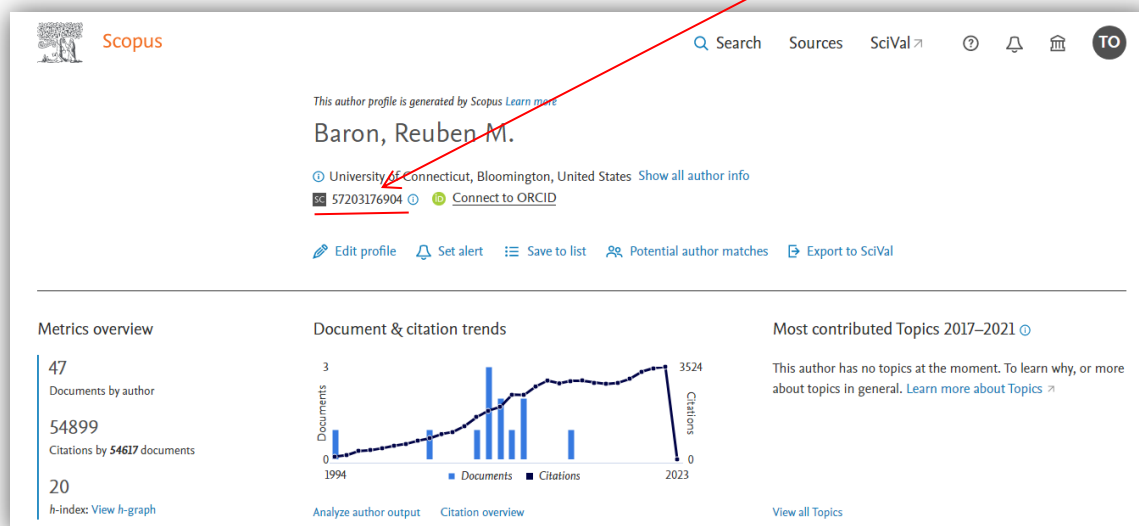 Scopus
Search Sources SciVal TO
This author profile is generated by Scopus Learn more
Baron, Reuben M.
University of Connecticut, Bloomington, United States Show all author info
SC 57203176904 iD Connect to ORCID
Edit profile Set alert Save to list Potential author matches Export to SciVal
Metrics overview
47
Documents by author
54899
Citations by 54617 documents
20
h-index: View h-graph
Document & citation trends
3
3524
Documents
Citations
0
0
1994
2023
Documents Citations
Analyze author output Citation overview
Most contributed Topics 2017–2021
This author has no topics at the moment. To learn why, or more
about topics in general. Learn more about Topics
View all Topics